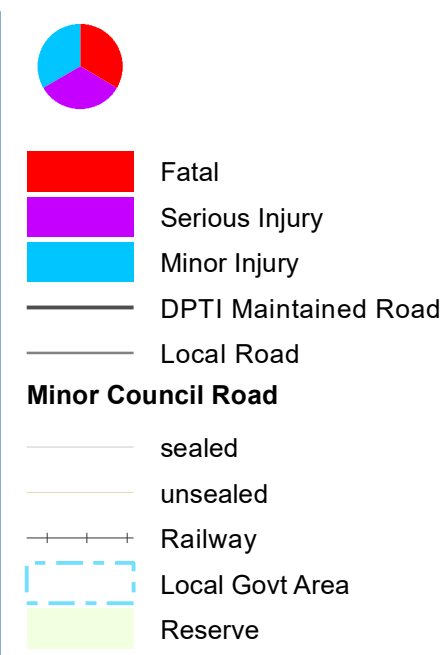 Fatal
Serious Injury
Minor Injury
DPTI Maintained Road
Local Road
Minor Council Road
sealed
unsealed
Railway
Local Govt Area
Reserve